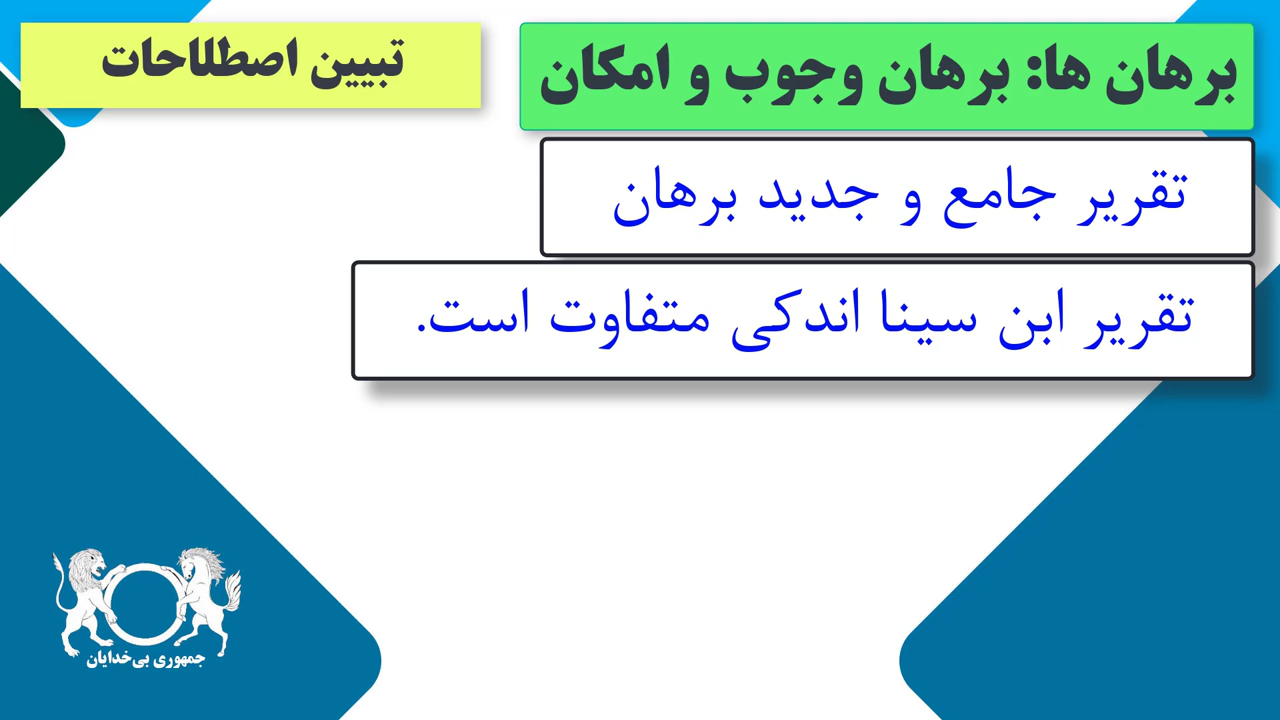 برهان ها: برهان وجوب و امکان
تبیین اصطلاحات
تقریر جامع و جدید برهان
تقریر ابن سینا اندکی متفاوت است.
جمهوری بی‌خدایان